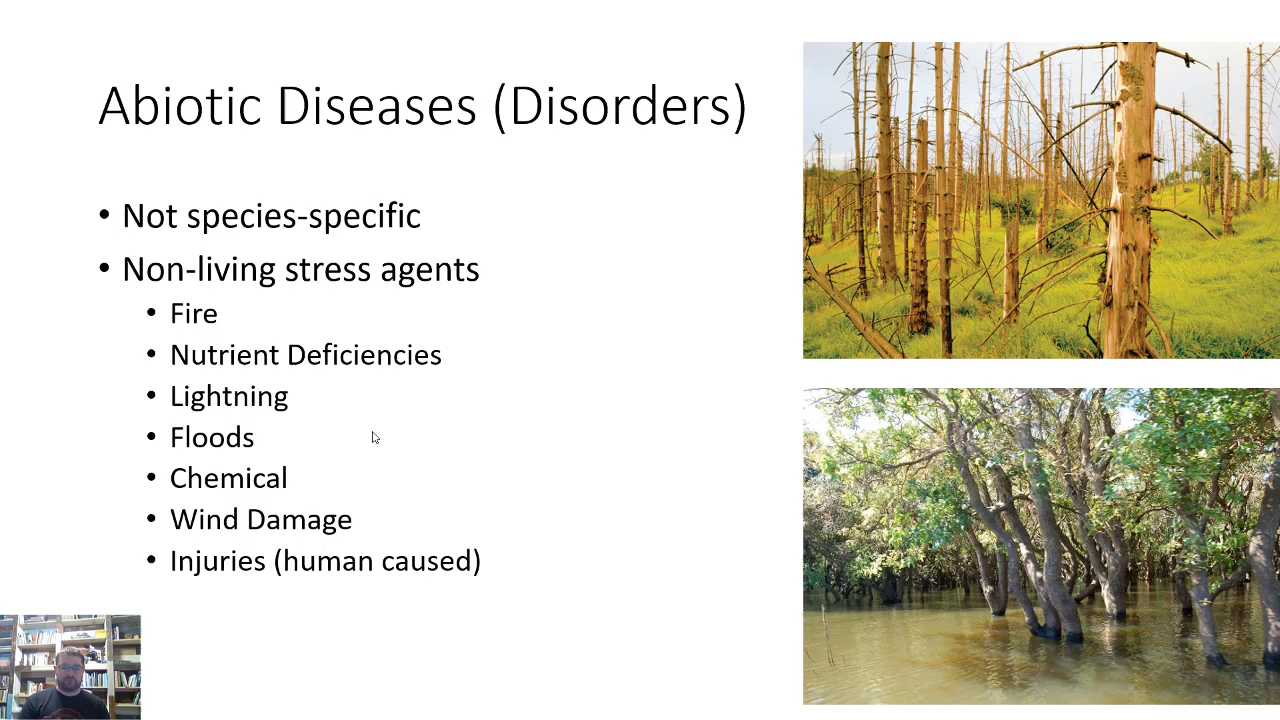 Abiotic Diseases (Disorders)
• Not species-specific
• Non-living stress agents
• Fire
• Nutrient Deficiencies
• Lightning
• Floods
• Chemical
• Wind Damage
• Injuries (human caused)